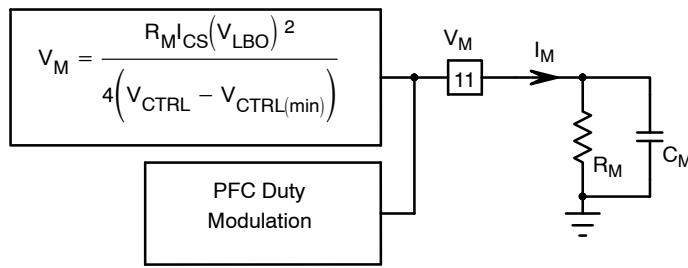 V_M = R_M I_CS (V_LBO)^2 / 4(V_CTRL − V_CTRL(min))
V_M
I_M
11
R_M
C_M
PFC Duty
Modulation